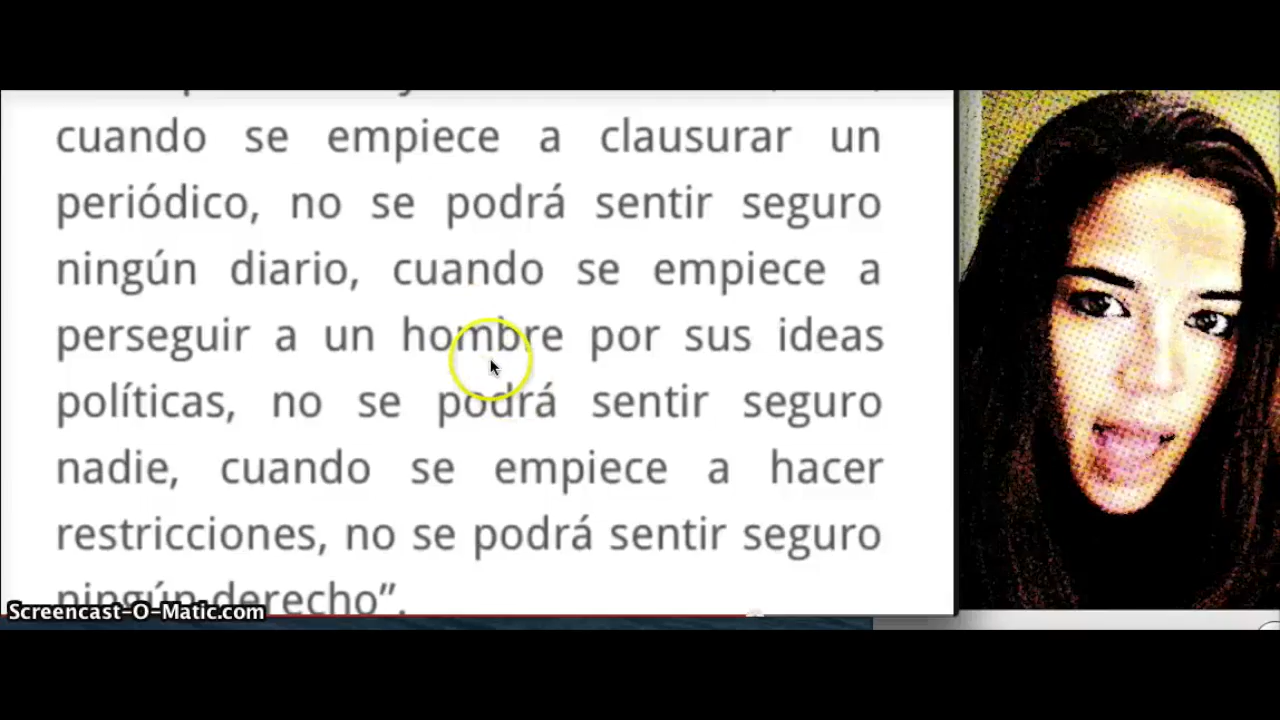 cuando se empiece a clausurar un
periódico, no se podrá sentir seguro
ningún diario, cuando se empiece a
perseguir a un hombre por sus ideas
políticas, no se podrá sentir seguro
nadie, cuando se empiece a hacer
restricciones, no se podrá sentir seguro
ningún derecho”.
Screencast-O-Matic.com